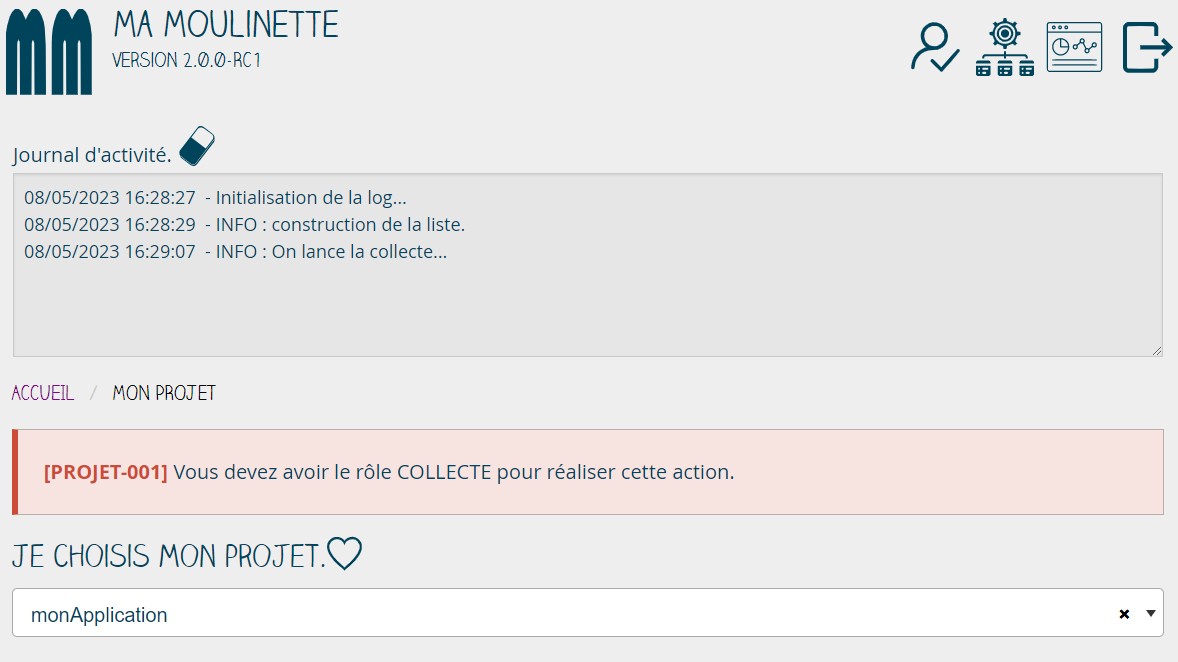 MA MOULINETTE
VERSION 2.0.0-RC1
Journal d'activité.
08/05/2023 16:28:27 - Initialisation de la log...
08/05/2023 16:28:29 - INFO : construction de la liste.
08/05/2023 16:29:07 - INFO : On lance la collecte...
ACCUEIL / MON PROJET
[PROJET-001] Vous devez avoir le rôle COLLECTE pour réaliser cette action.
JE CHOISIS MON PROJET.
monApplication